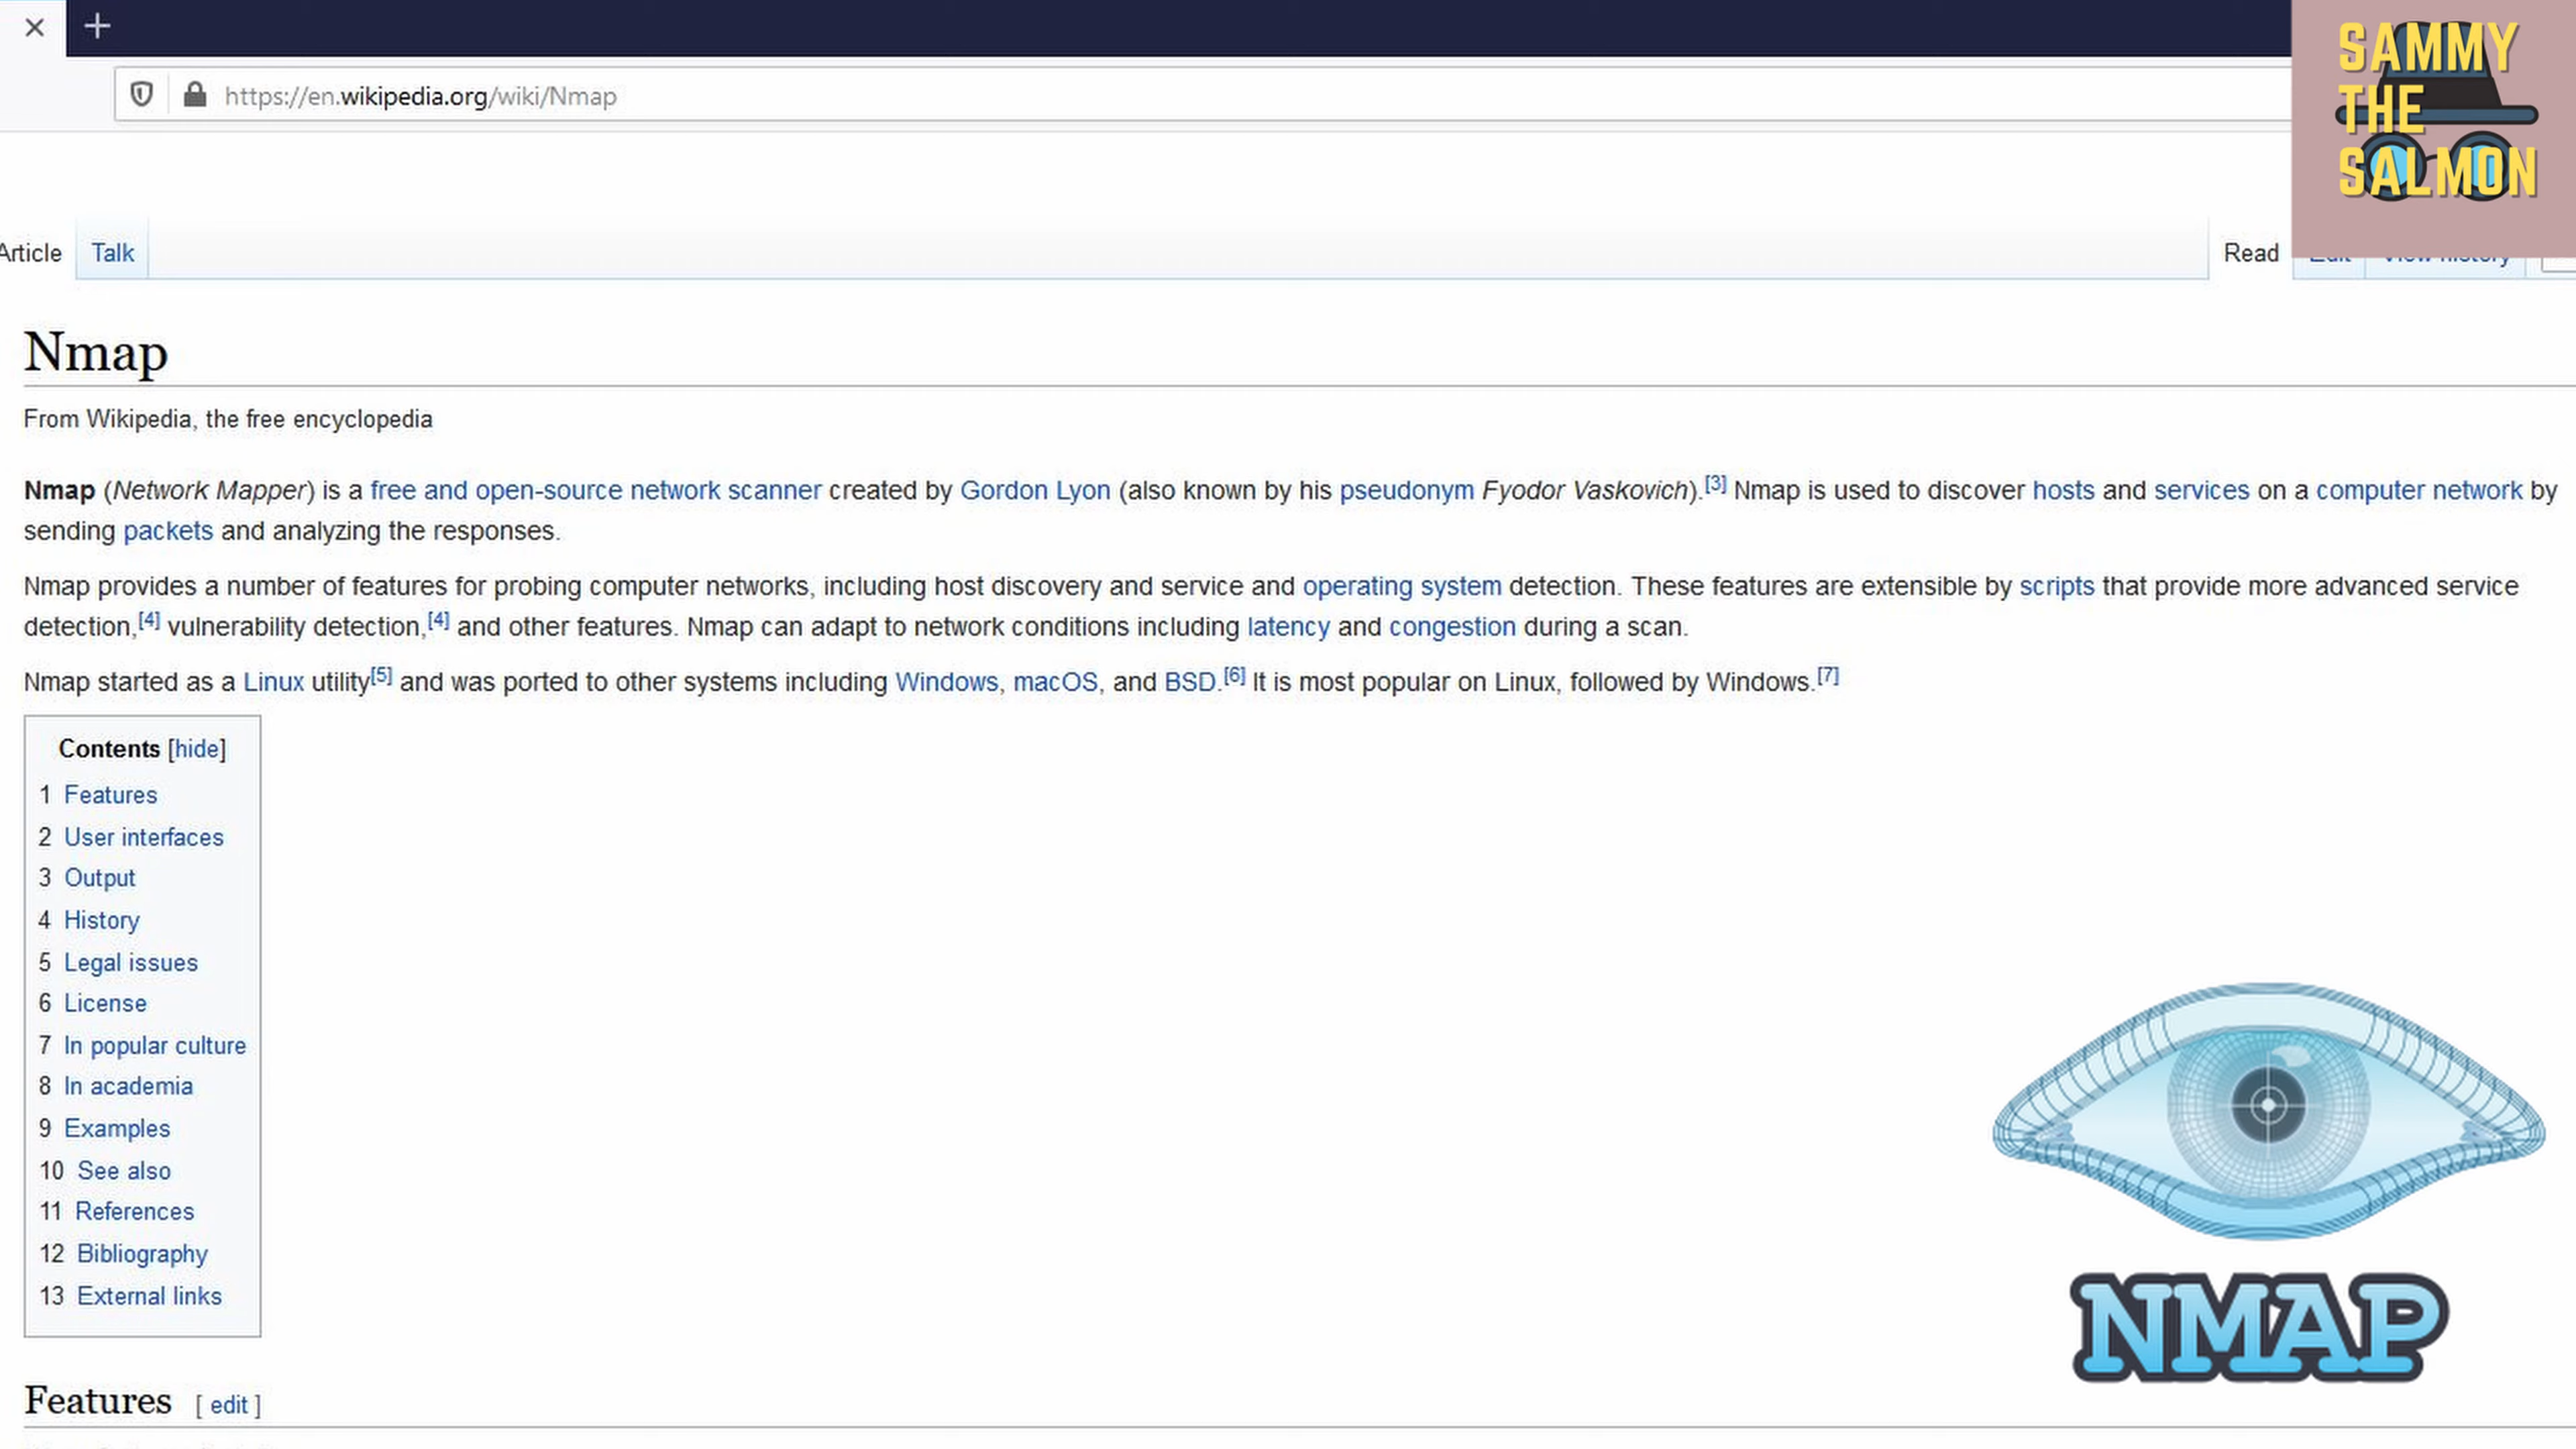 https://en.wikipedia.org/wiki/Nmap
SAMMY
THE
SALMON
Article Talk Read Edit View history
Nmap
From Wikipedia, the free encyclopedia
Nmap (Network Mapper) is a free and open-source network scanner created by Gordon Lyon (also known by his pseudonym Fyodor Vaskovich).[3] Nmap is used to discover hosts and services on a computer network by
sending packets and analyzing the responses.
Nmap provides a number of features for probing computer networks, including host discovery and service and operating system detection. These features are extensible by scripts that provide more advanced service
detection,[4] vulnerability detection,[4] and other features. Nmap can adapt to network conditions including latency and congestion during a scan.
Nmap started as a Linux utility[5] and was ported to other systems including Windows, macOS, and BSD.[6] It is most popular on Linux, followed by Windows.[7]
Contents [hide]
1 Features
2 User interfaces
3 Output
4 History
5 Legal issues
6 License
7 In popular culture
8 In academia
9 Examples
10 See also
11 References
12 Bibliography
13 External links
NMAP
Features [ edit ]